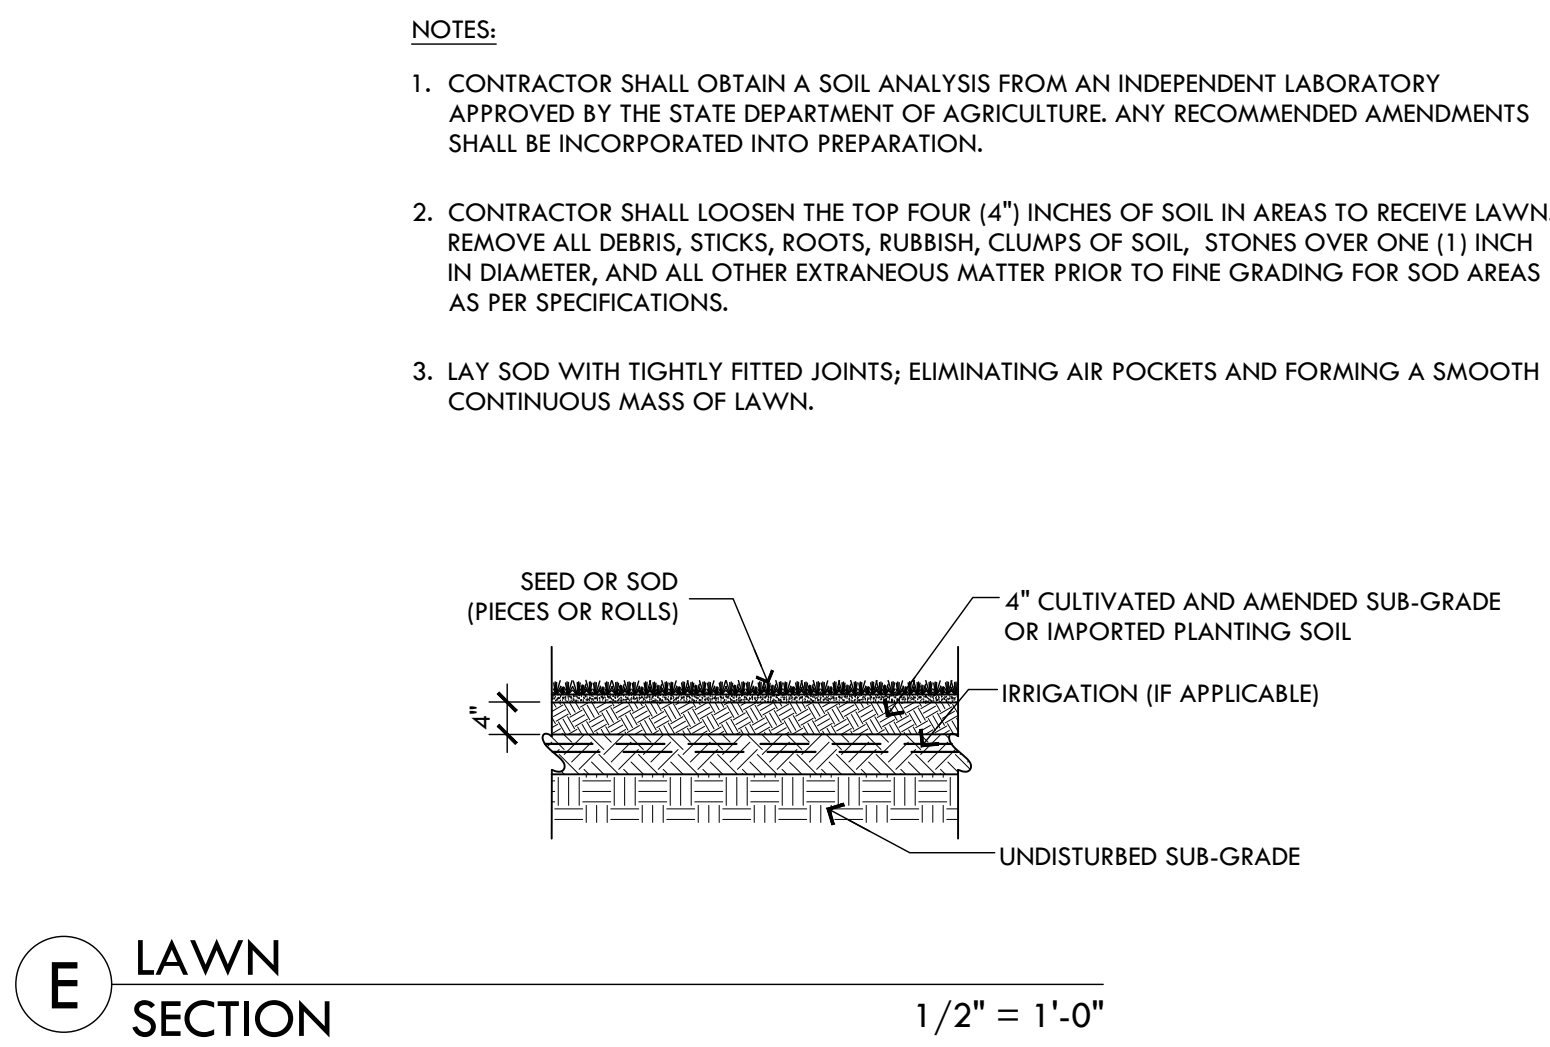 NOTES:
1. CONTRACTOR SHALL OBTAIN A SOIL ANALYSIS FROM AN INDEPENDENT LABORATORY
APPROVED BY THE STATE DEPARTMENT OF AGRICULTURE. ANY RECOMMENDED AMENDMENTS
SHALL BE INCORPORATED INTO PREPARATION.
2. CONTRACTOR SHALL LOOSEN THE TOP FOUR (4") INCHES OF SOIL IN AREAS TO RECEIVE LAWN.
REMOVE ALL DEBRIS, STICKS, ROOTS, RUBBISH, CLUMPS OF SOIL, STONES OVER ONE (1) INCH
IN DIAMETER, AND ALL OTHER EXTRANEOUS MATTER PRIOR TO FINE GRADING FOR SOD AREAS
AS PER SPECIFICATIONS.
3. LAY SOD WITH TIGHTLY FITTED JOINTS; ELIMINATING AIR POCKETS AND FORMING A SMOOTH
CONTINUOUS MASS OF LAWN.
SEED OR SOD
(PIECES OR ROLLS)
4" CULTIVATED AND AMENDED SUB-GRADE
OR IMPORTED PLANTING SOIL
IRRIGATION (IF APPLICABLE)
4"
UNDISTURBED SUB-GRADE
E
LAWN
SECTION
1/2" = 1'-0"